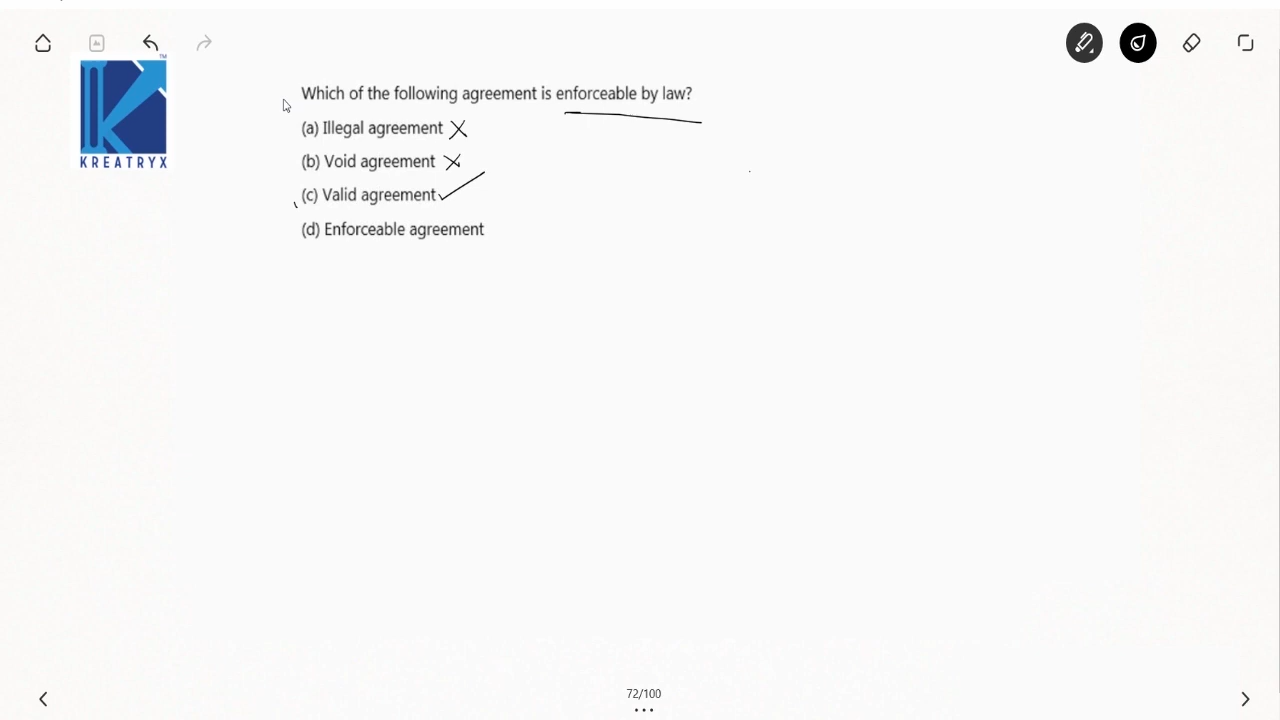 ™
KREATRYX
Which of the following agreement is enforceable by law?
(a) Illegal agreement
(b) Void agreement
(c) Valid agreement
(d) Enforceable agreement
72/100